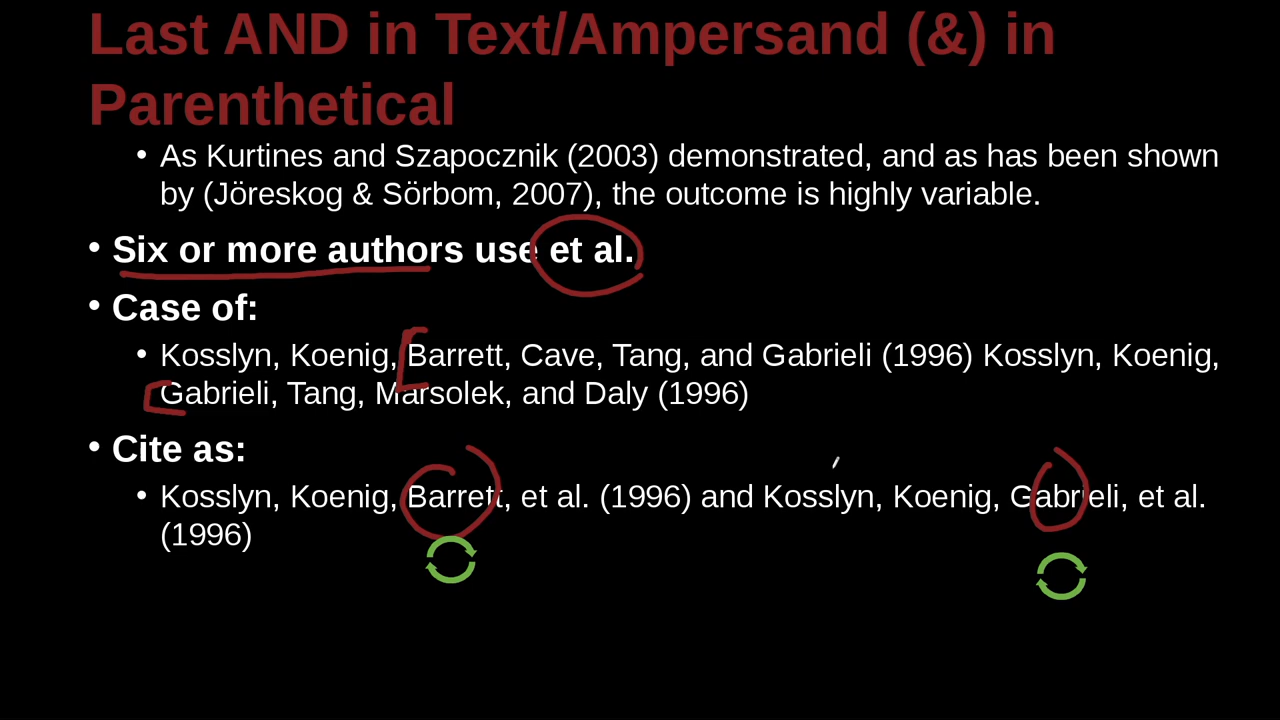 Last AND in Text/Ampersand (&) in
Parenthetical
• As Kurtines and Szapocznik (2003) demonstrated, and as has been shown
by (Jöreskog & Sörbom, 2007), the outcome is highly variable.
• Six or more authors use et al.
• Case of:
• Kosslyn, Koenig, Barrett, Cave, Tang, and Gabrieli (1996) Kosslyn, Koenig,
Gabrieli, Tang, Marsolek, and Daly (1996)
• Cite as:
• Kosslyn, Koenig, Barrett, et al. (1996) and Kosslyn, Koenig, Gabrieli, et al.
(1996)